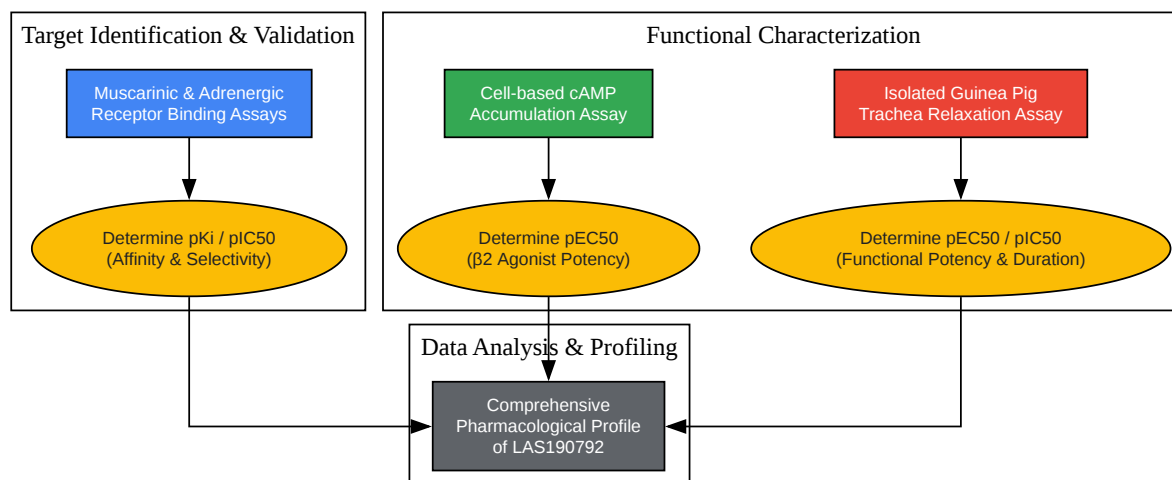 Target Identification & Validation
Functional Characterization
Muscarinic & Adrenergic
Receptor Binding Assays
Cell-based cAMP
Accumulation Assay
Isolated Guinea Pig
Trachea Relaxation Assay
Determine pKi / pIC50
(Affinity & Selectivity)
Determine pEC50
(β2 Agonist Potency)
Determine pEC50 / pIC50
(Functional Potency & Duration)
Data Analysis & Profiling
Comprehensive
Pharmacological Profile
of LAS190792